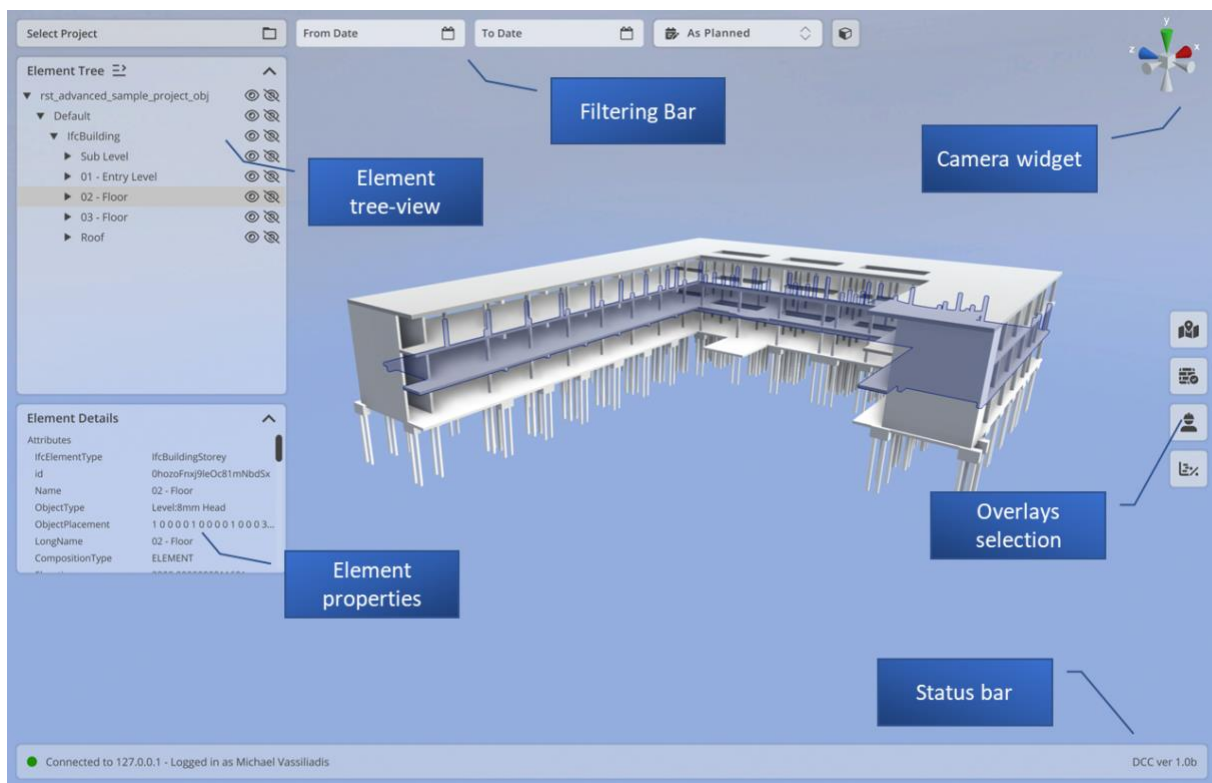 Select Project
From Date
To Date
As Planned
y
z
x
Element Tree
rst_advanced_sample_project_obj
Default
IfcBuilding
Sub Level
01 - Entry Level
02 - Floor
03 - Floor
Roof
Filtering Bar
Camera widget
Element
tree-view
Element Details
Attributes
IfcElementType IfcBuildingStorey
id
Name 02 - Floor
ObjectType Level:8mm Head
ObjectPlacement 1 0 0 0 0 1 0 0 0 0 1 0 0 0 3...
LongName 02 - Floor
CompositionType ELEMENT
Overlays
selection
Element
properties
Status bar
Connected to 127.0.0.1 - Logged in as Michael Vassiliadis
DCC ver 1.0b